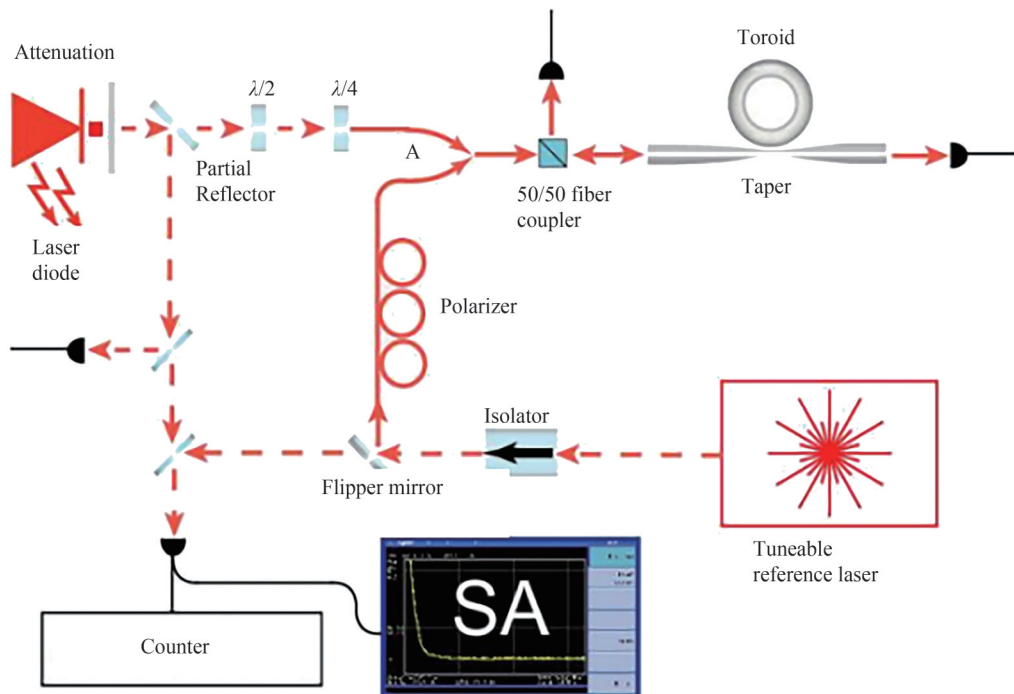 Attenuation
Toroid
λ/2
λ/4
A
Partial
Reflector
50/50 fiber
coupler
Taper
Laser
diode
Polarizer
Isolator
Flipper mirror
Tuneable
reference laser
SA
Counter